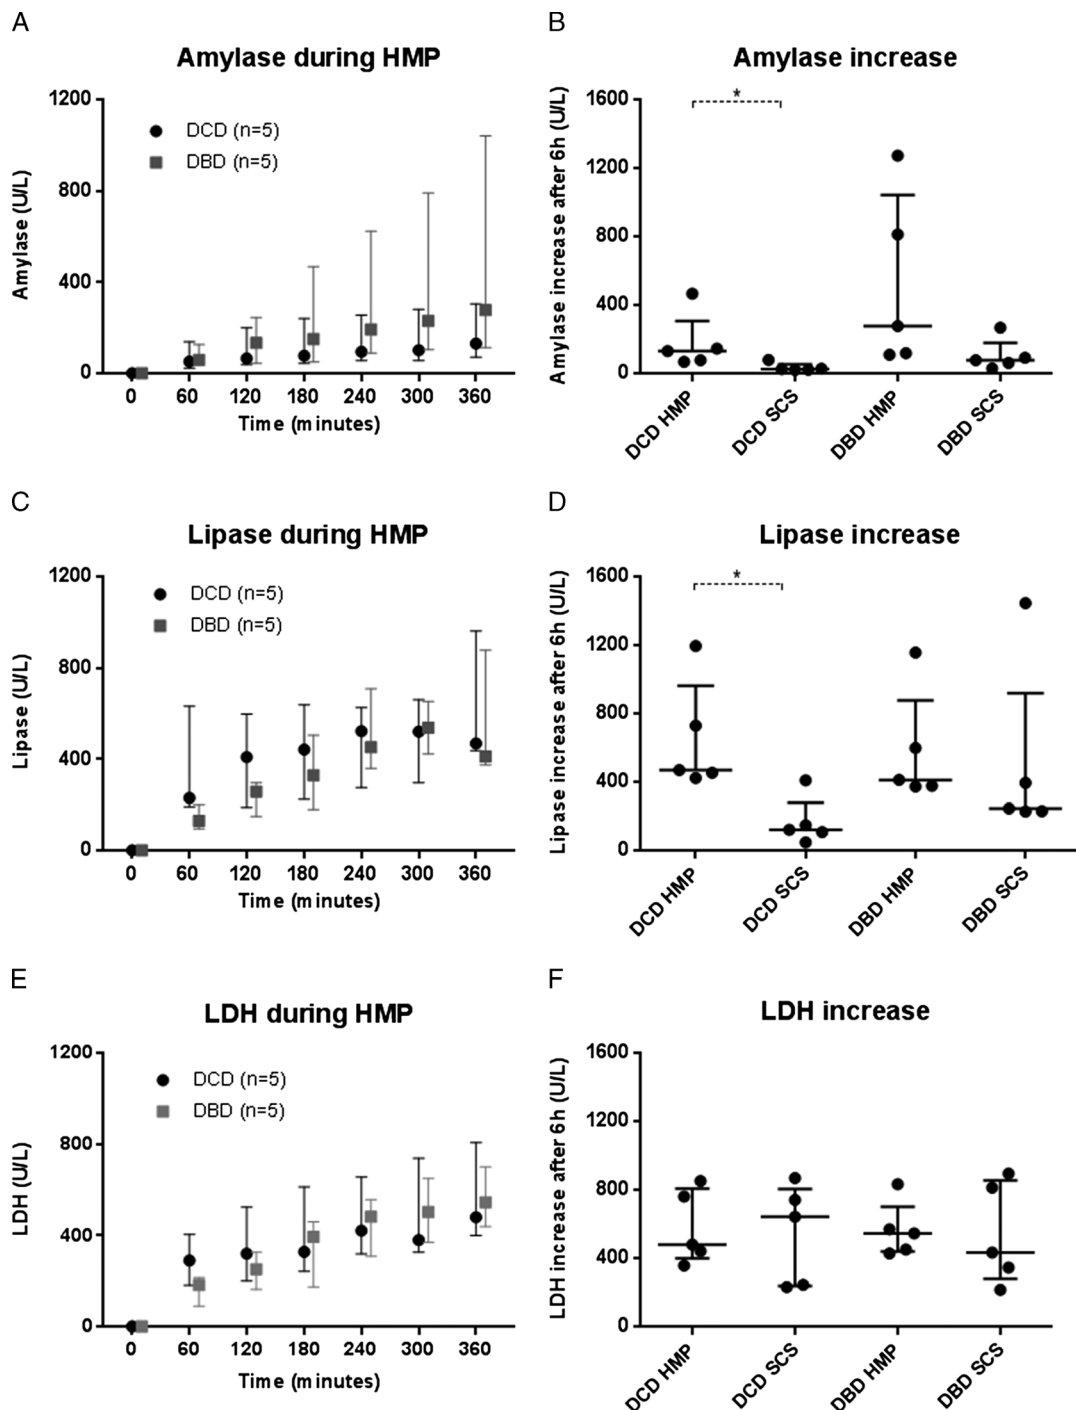 A
Amylase during HMP
1200
800
400
0
Amylase (U/L)
DCD (n=5)
DBD (n=5)
0 60 120 180 240 300 360
Time (minutes)
B
Amylase increase
1600
1200
800
400
0
Amylase increase after 6h (U/L)
*
DCD HMP
DCD SCS
DBD HMP
DBD SCS
C
Lipase during HMP
1200
800
400
0
Lipase (U/L)
DCD (n=5)
DBD (n=5)
0 60 120 180 240 300 360
Time (minutes)
D
Lipase increase
1600
1200
800
400
0
Lipase increase after 6h (U/L)
*
DCD HMP
DCD SCS
DBD HMP
DBD SCS
E
LDH during HMP
1200
800
400
0
LDH (U/L)
DCD (n=5)
DBD (n=5)
0 60 120 180 240 300 360
Time (minutes)
F
LDH increase
1600
1200
800
400
0
LDH increase after 6h (U/L)
DCD HMP
DCD SCS
DBD HMP
DBD SCS